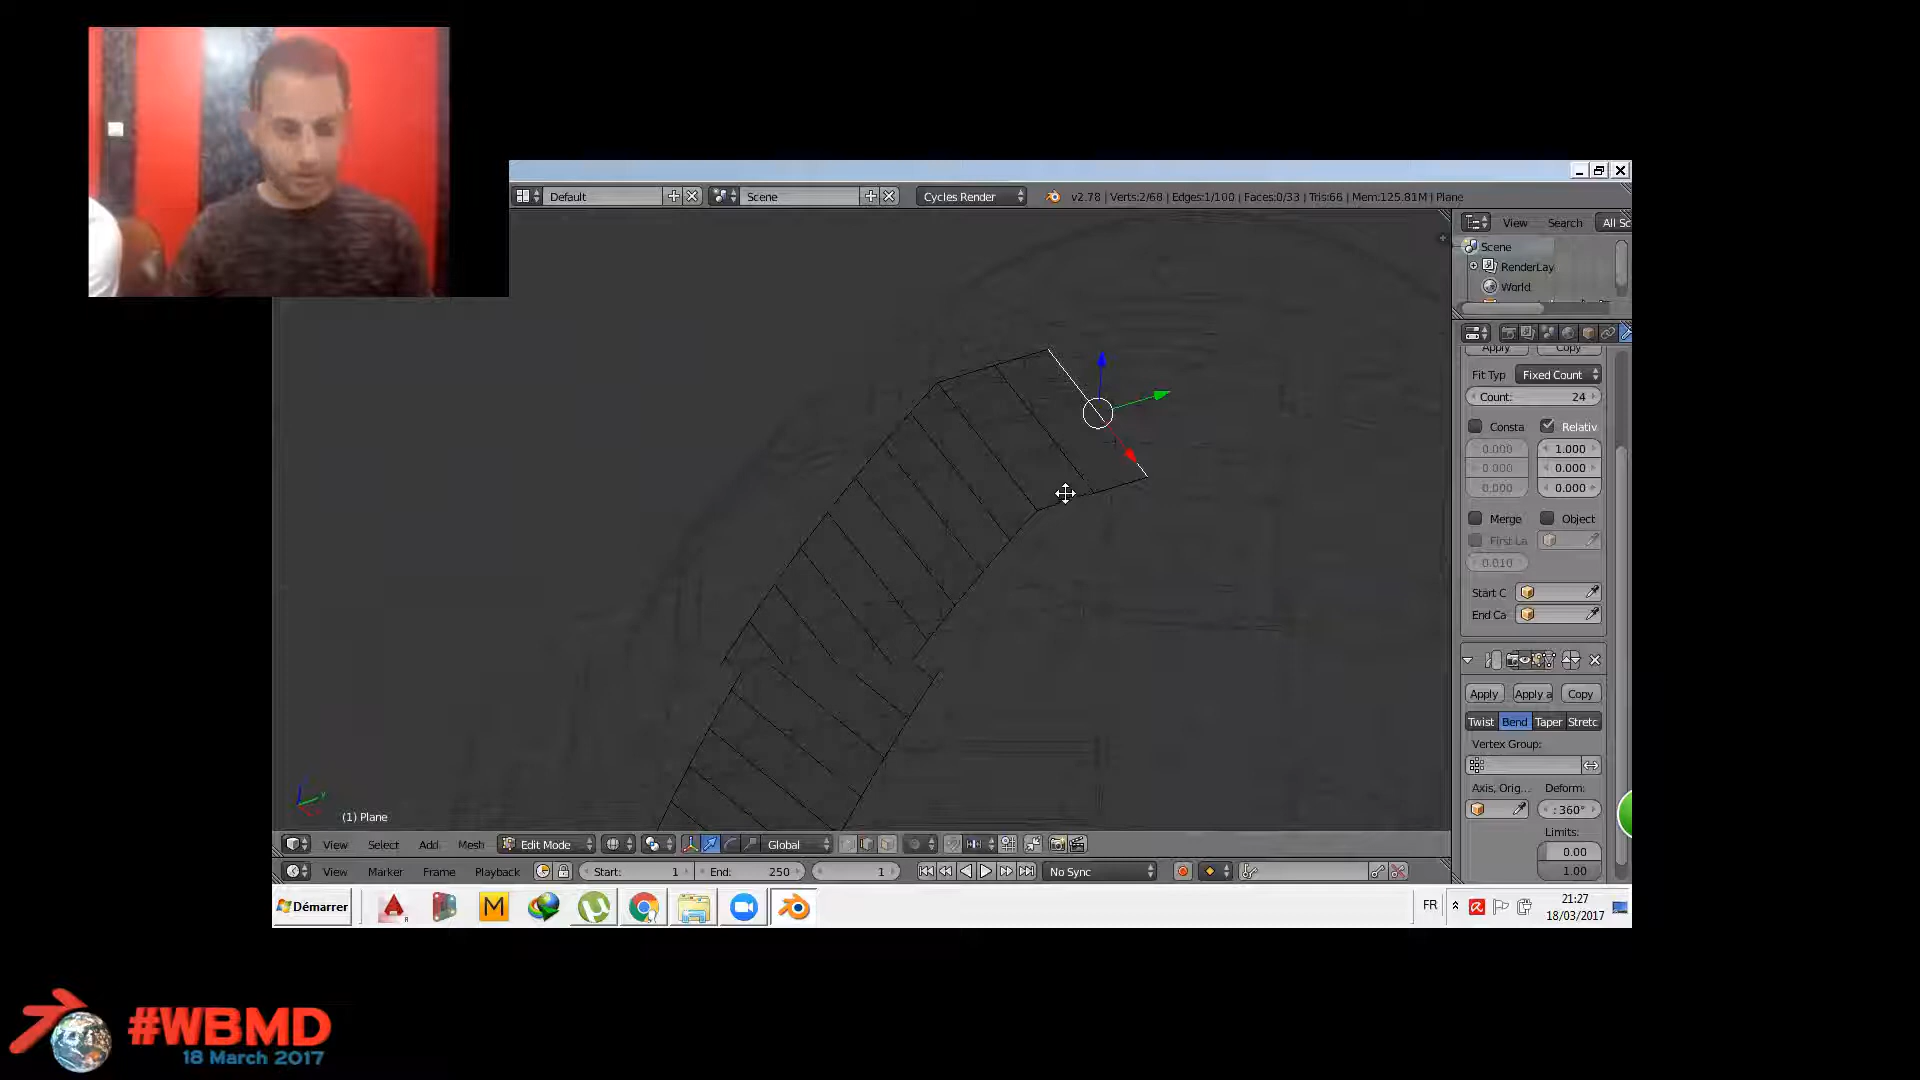 Default
Scene
Cycles Render
v2.78 | Verts:2/68 | Edges:1/100 | Faces:0/33 | Tris:66 | Mem:125.81M | Plane
View Search All Sc
Scene
RenderLay
World
Apply Copy
Fit Typ Fixed Count
Count: 24
Consta Relativ
0.000 1.000
0.000 0.000
0.000 0.000
Merge Object
First La
0.010
Start C
End Ca
Apply Apply a Copy
Twist Bend Taper Stretc
Vertex Group:
Axis, Orig... Deform:
: 360°
Limits:
0.00
1.00
(1) Plane
View Select Add Mesh Edit Mode Global
View Marker Frame Playback Start: 1 End: 250 1 No Sync
Démarrer
M
FR
21:27
18/03/2017
#WBMD
18 March 2017